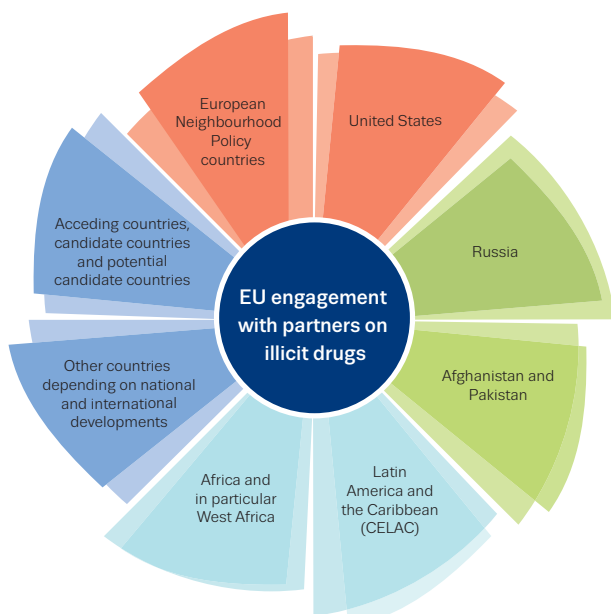 European
Neighbourhood
Policy
countries
United States
Russia
Afghanistan and
Pakistan
Latin
America and
the Caribbean
(CELAC)
Africa and
in particular
West Africa
Other countries
depending on national
and international
developments
Acceding countries,
candidate countries
and potential
candidate countries
EU engagement
with partners on
illicit drugs